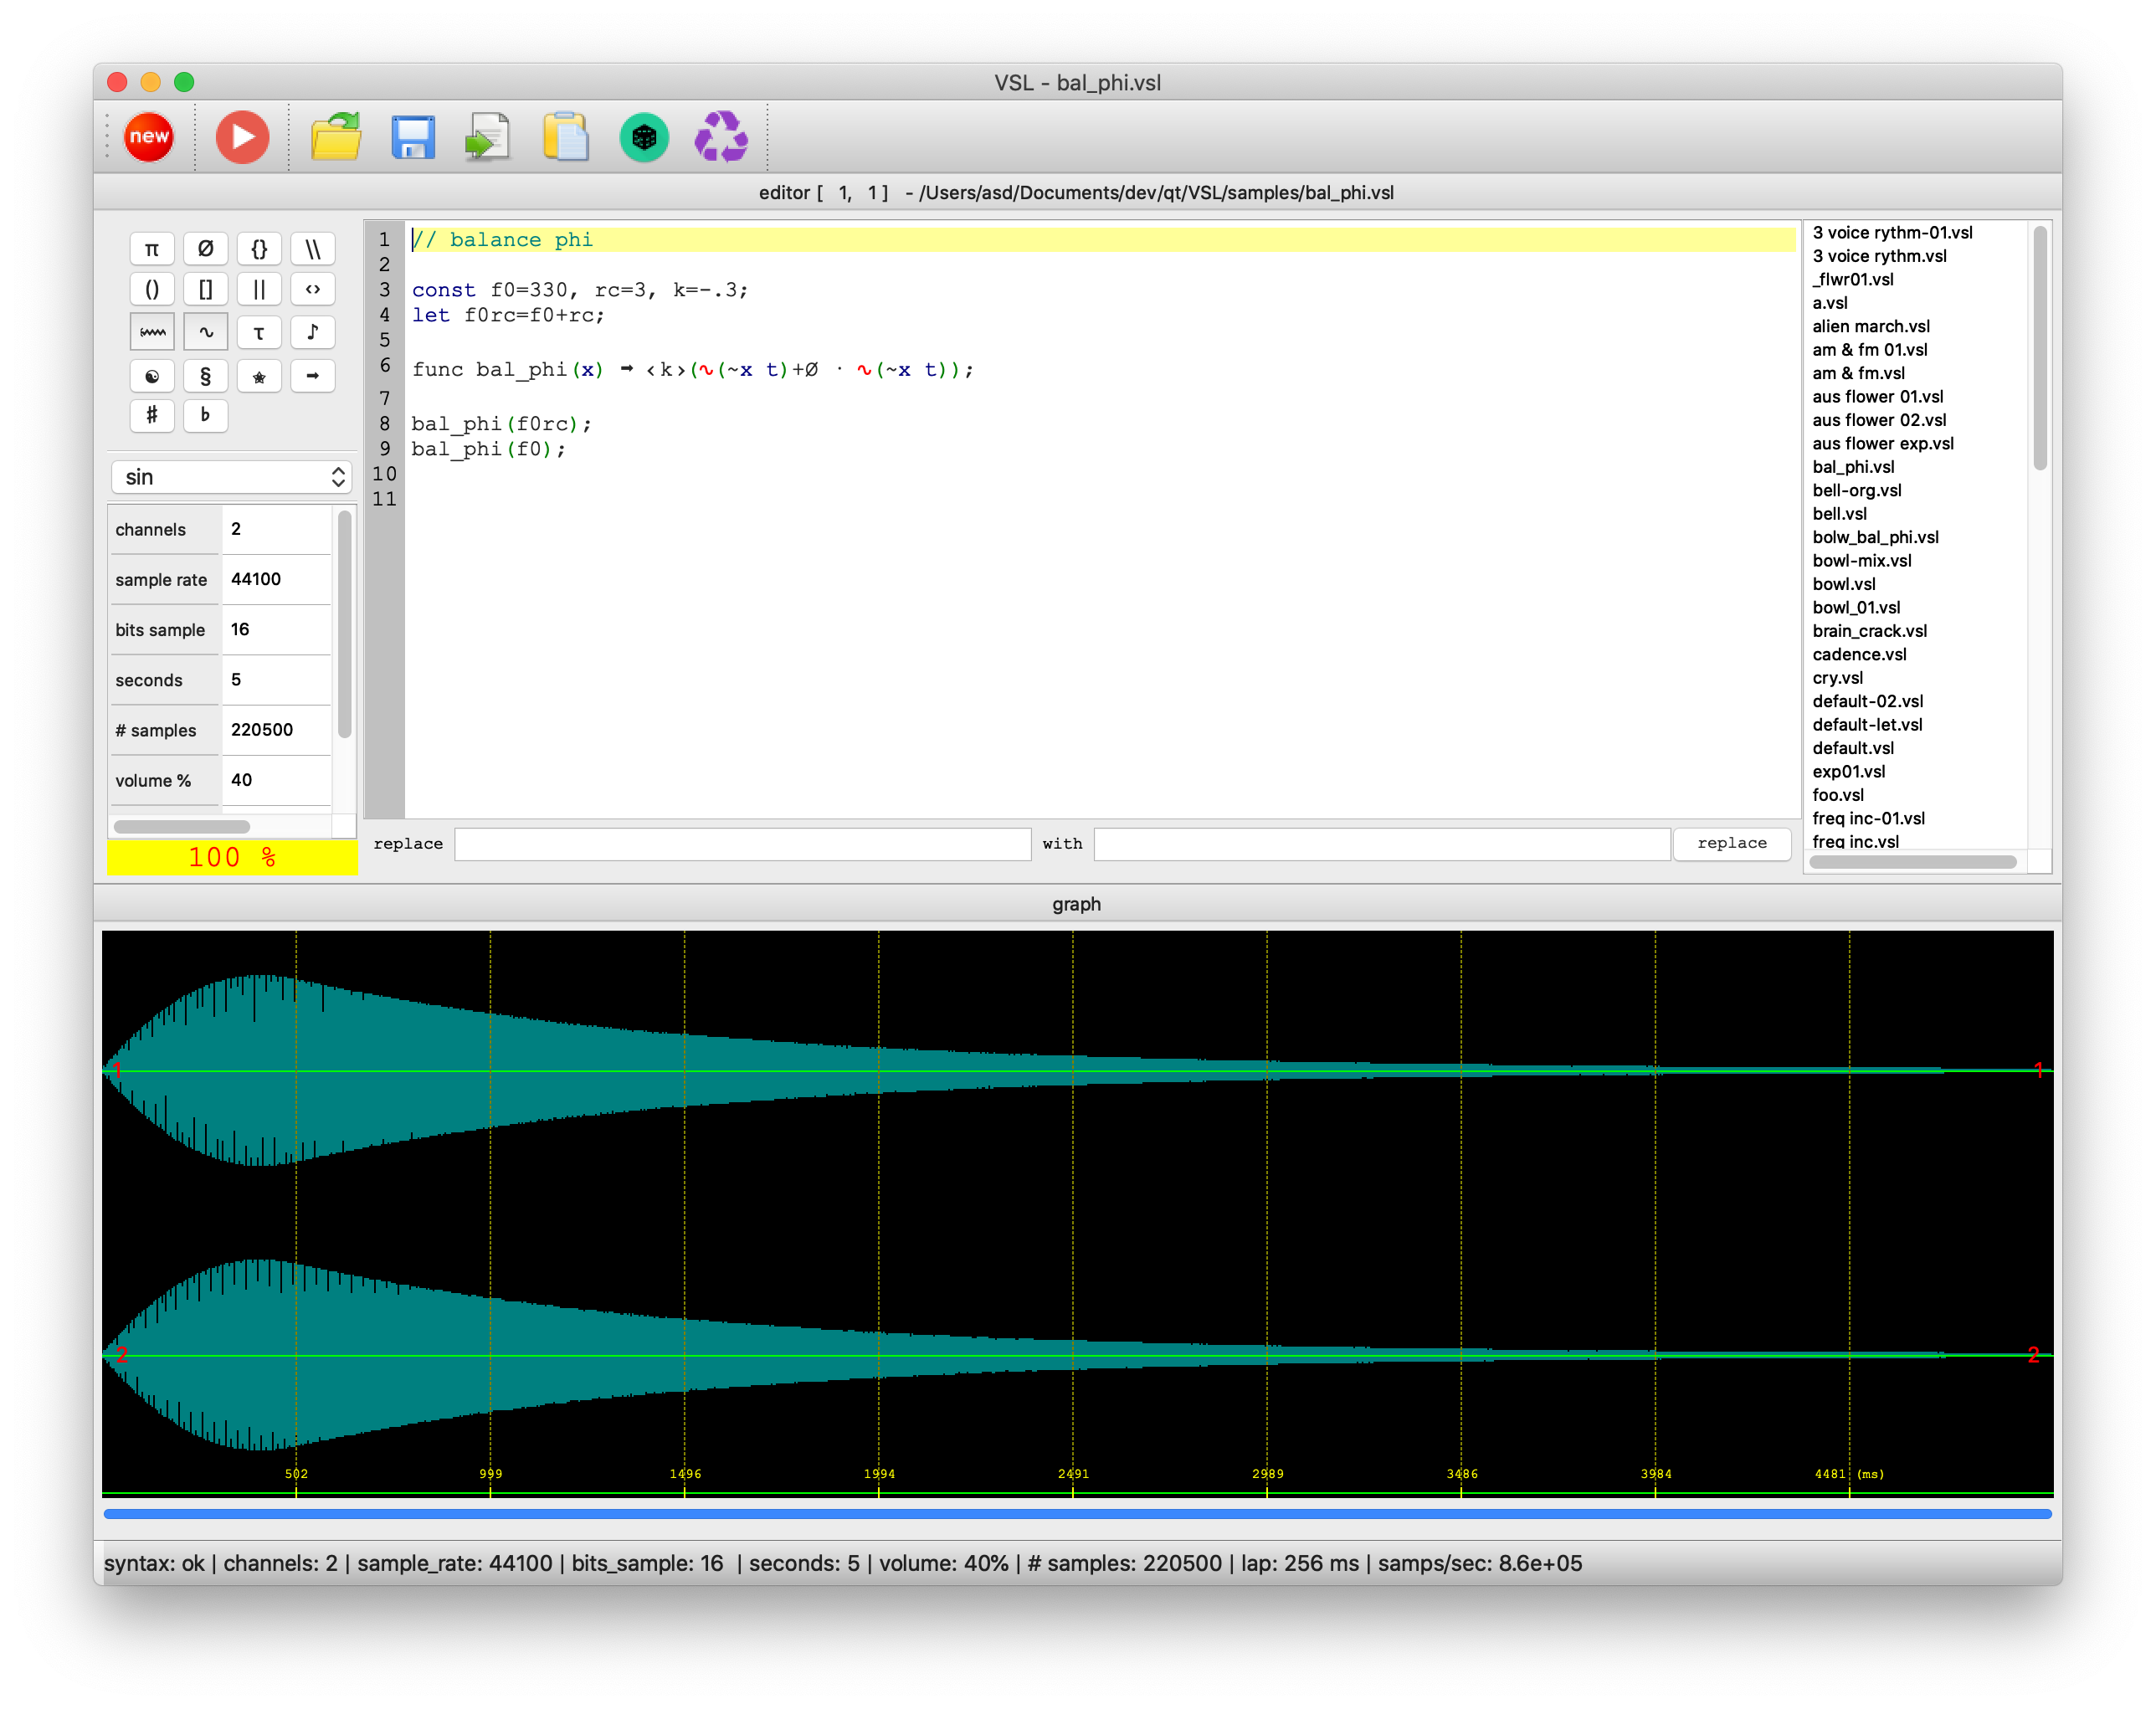 VSL - bal_phi.vsl
new
editor [ 1, 1 ] - /Users/asd/Documents/dev/qt/VSL/samples/bal_phi.vsl
π Ø {} \\
() [] || <>
∿ τ ♪
☯ § ❀ ➡
♯ ♭
sin
channels 2
sample rate 44100
bits sample 16
seconds 5
# samples 220500
volume % 40
100 %
1 // balance phi
2
3 const f0=330, rc=3, k=-.3;
4 let f0rc=f0+rc;
5
6 func bal_phi(x) ➡ ‹k›(∿(~x t)+Ø · ∿(~x t));
7
8 bal_phi(f0rc);
9 bal_phi(f0);
10
11
replace with replace
3 voice rythm-01.vsl
3 voice rythm.vsl
_flwr01.vsl
a.vsl
alien march.vsl
am & fm 01.vsl
am & fm.vsl
aus flower 01.vsl
aus flower 02.vsl
aus flower exp.vsl
bal_phi.vsl
bell-org.vsl
bell.vsl
bolw_bal_phi.vsl
bowl-mix.vsl
bowl.vsl
bowl_01.vsl
brain_crack.vsl
cadence.vsl
cry.vsl
default-02.vsl
default-let.vsl
default.vsl
exp01.vsl
foo.vsl
freq inc-01.vsl
freq inc.vsl
graph
1 1
2 2
502 999 1496 1994 2491 2989 3486 3984 4481 (ms)
syntax: ok | channels: 2 | sample_rate: 44100 | bits_sample: 16 | seconds: 5 | volume: 40% | # samples: 220500 | lap: 256 ms | samps/sec: 8.6e+05